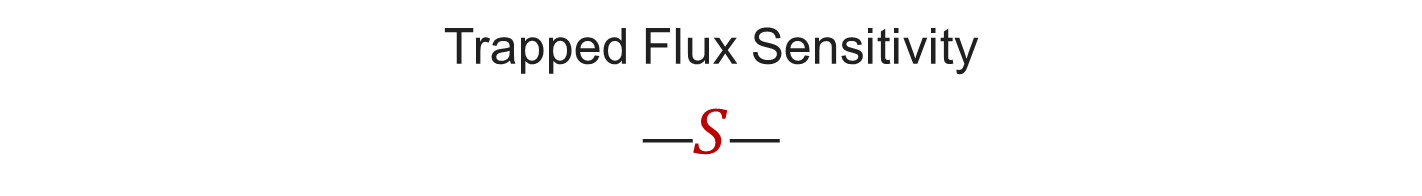 Trapped Flux Sensitivity
—S—